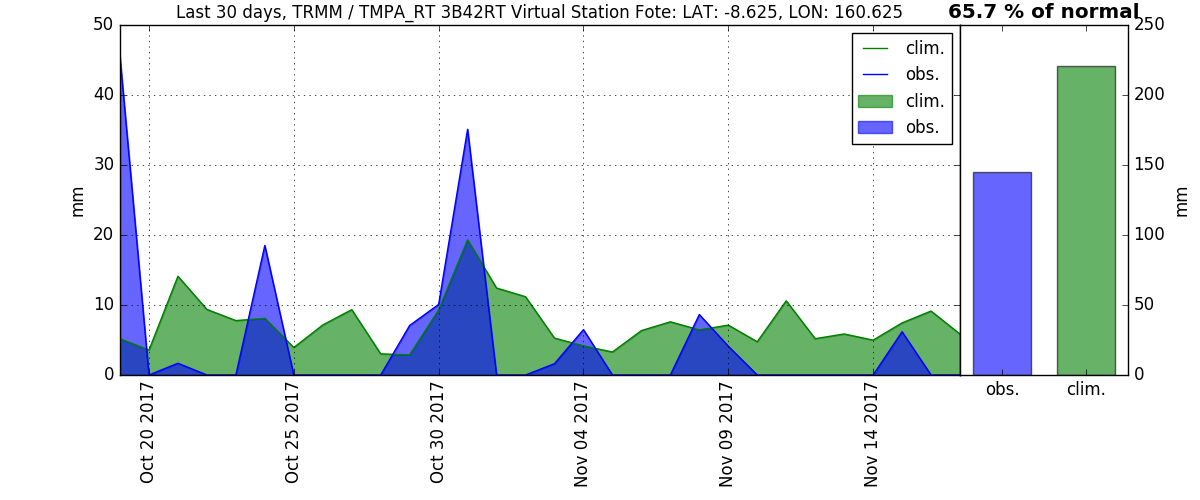 Last 30 days, TRMM / TMPA_RT 3B42RT Virtual Station Fote: LAT: -8.625, LON: 160.625
65.7 % of normal
50
40
30
20
10
0
mm
clim.
obs.
clim.
obs.
Oct 20 2017
Oct 25 2017
Oct 30 2017
Nov 04 2017
Nov 09 2017
Nov 14 2017
250
200
150
100
50
0
mm
obs.
clim.